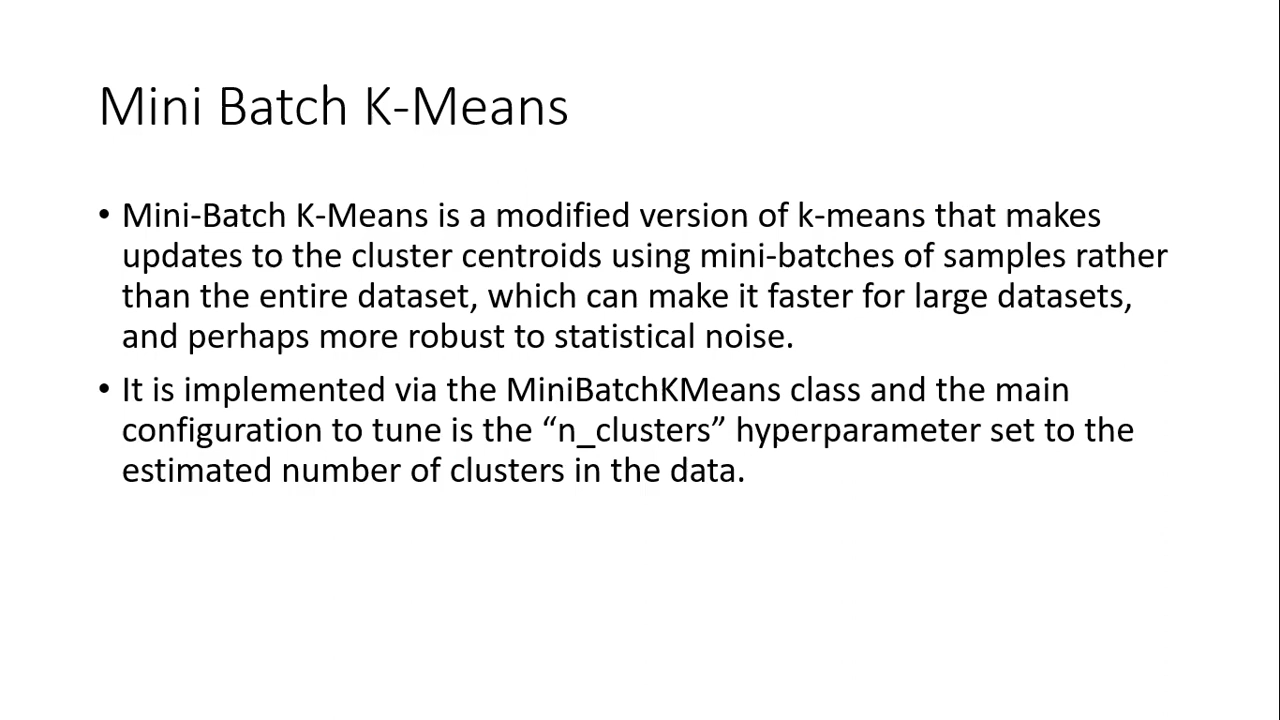 Mini Batch K-Means
• Mini-Batch K-Means is a modified version of k-means that makes
updates to the cluster centroids using mini-batches of samples rather
than the entire dataset, which can make it faster for large datasets,
and perhaps more robust to statistical noise.
• It is implemented via the MiniBatchKMeans class and the main
configuration to tune is the “n_clusters” hyperparameter set to the
estimated number of clusters in the data.